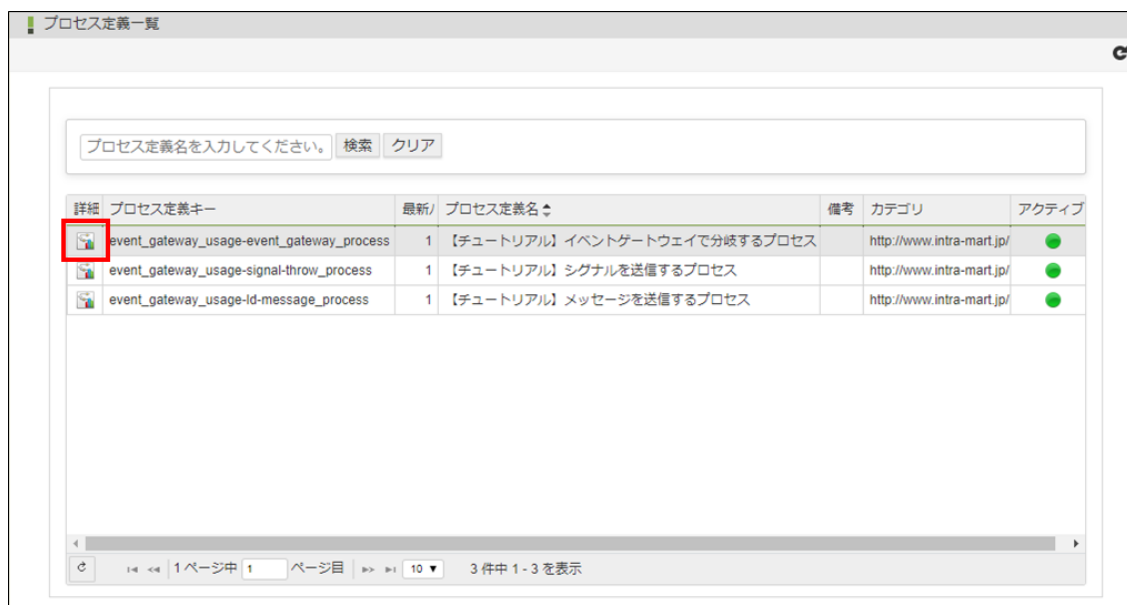 プロセス定義一覧
プロセス定義名を入力してください。 検索 クリア
詳細 プロセス定義キー 最新/ プロセス定義名 備考 カテゴリ アクティブ
event_gateway_usage-event_gateway_process 1 【チュートリアル】イベントゲートウェイで分岐するプロセス http://www.intra-mart.jp/
event_gateway_usage-signal-throw_process 1 【チュートリアル】シグナルを送信するプロセス http://www.intra-mart.jp/
event_gateway_usage-ld-message_process 1 【チュートリアル】メッセージを送信するプロセス http://www.intra-mart.jp/
1 ページ中 1 ページ目 10 3 件中 1 - 3 を表示